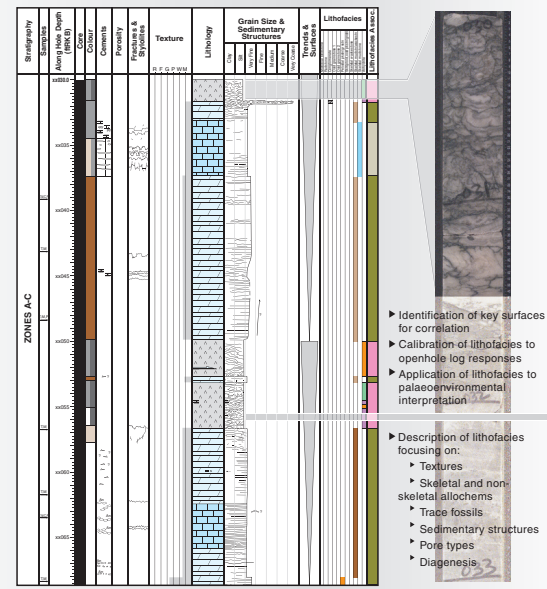 Stratigraphy
Samples
Along Hole Depth
(ftRKB)
Core
Colour
Cements
Porosity
Fractures &
Stylolites
Texture
R F G P W M
Lithology
Grain Size &
Sedimentary
Structures
Clay
Silt
Very Fine
Fine
Medium
Coarse
Very Coarse
Trends &
Surfaces
Lithofacies
Lithofacies Assoc.
ZONES A-C
xx035
xx040
xx045
xx050
xx055
xx060
xx065
Identification of key surfaces
for correlation
Calibration of lithofacies to
openhole log responses
Application of lithofacies to
palaeoenvironmental
interpretation
Description of lithofacies
focusing on:
Textures
Skeletal and non-
skeletal allochems
Trace fossils
Sedimentary structures
Pore types
Diagenesis
033